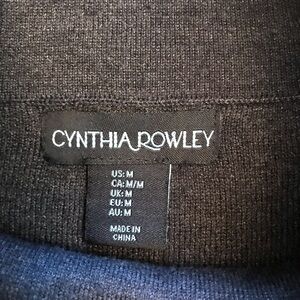 CYNTHIA ROWLEY
US: M
CA: M/M
UK: M
EU: M
AU: M
MADE IN
CHINA